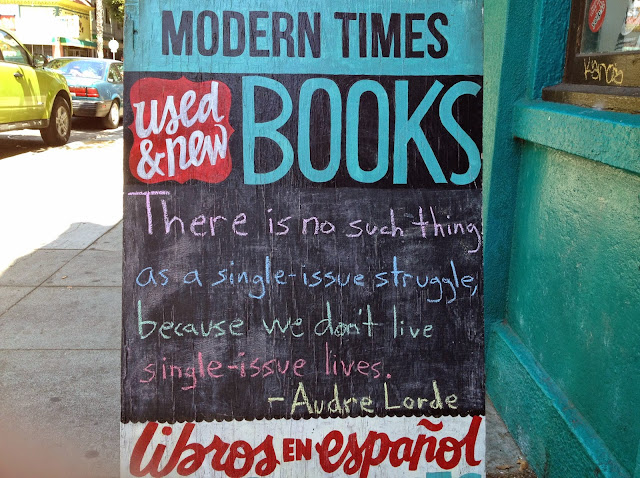 MODERN TIMES
used
& new
BOOKS
There is no such thing
as a single-issue struggle,
because we don't live
single-issue lives.
- Audre Lorde
libros EN español